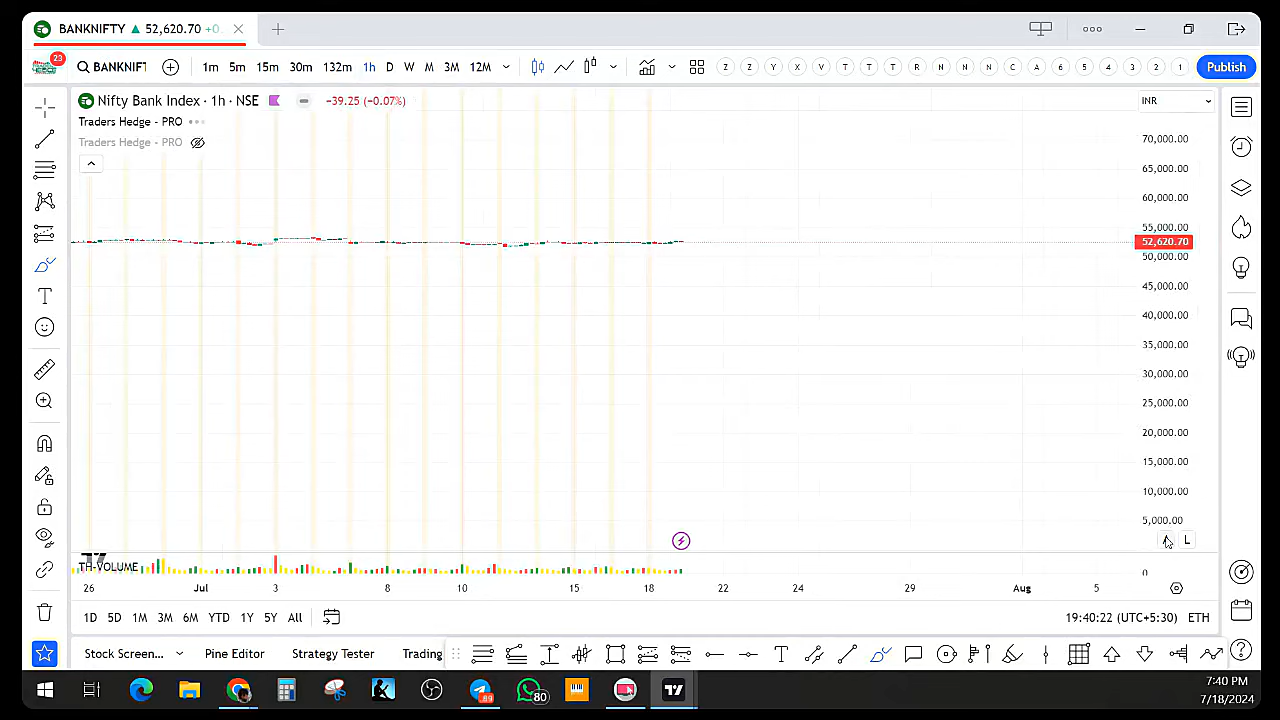 BANKNIFTY ▲ 52,620.70 +0.
23
BANKNIFT 1m 5m 15m 30m 132m 1h D W M 3M 12M Z Z Y X V T T T R N N N C A 6 5 4 3 2 1 Publish
Nifty Bank Index · 1h · NSE −39.25 (−0.07%) INR
Traders Hedge - PRO
Traders Hedge - PRO
70,000.00
65,000.00
60,000.00
55,000.00
52,620.70
50,000.00
45,000.00
40,000.00
35,000.00
30,000.00
25,000.00
20,000.00
15,000.00
10,000.00
5,000.00
L
TH-VOLUME
0
26 Jul 3 8 10 15 18 22 24 29 Aug 5
1D 5D 1M 3M 6M YTD 1Y 5Y All 19:40:22 (UTC+5:30) ETH
Stock Screen... Pine Editor Strategy Tester Trading
89
80
7:40 PM
7/18/2024